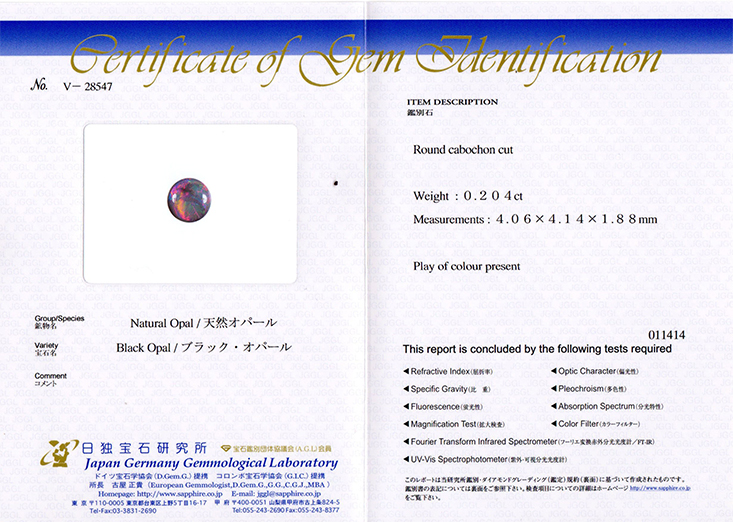 Certificate of Gem Identification
No. V－28547
Group/Species
鉱物名
Natural Opal / 天然オパール
Variety
宝石名
Black Opal / ブラック・オパール
Comment
コメント
日独宝石研究所
宝石鑑別団体協議会(A.G.L)会員
Japan Germany Gemmological Laboratory
ドイツ宝石学協会(D.Gem.G.) 提携 コロンボ宝石学協会(G.I.C.) 提携
所長 古屋 正貴 (European Gemmologist,D.Gem.G.,G.G.,C.G.J.,MBA )
Homepage: http://www.sapphire.co.jp E-mail: jggl@sapphire.co.jp
東 京 〒110-0005 東京区上野5丁目16-17 甲 府 〒400-0051 山梨県甲府市古上条824-5
Tel･Fax:03-3831-2690 Tel:055-243-2690 Fax:055-243-8377
ITEM DESCRIPTION
鑑別石
Round cabochon cut
Weight : 0.204ct
Measurements : 4.06×4.14×1.88mm
Play of colour present
011414
This report is concluded by the following tests required
◀ Refractive Index(屈折率)
◀ Optic Character(偏光性)
◀ Specific Gravity(比 重)
◀ Pleochroism(多色性)
◀ Fluorescence(蛍光性)
◀ Absorption Spectrum(分光特性)
◀ Magnification Test(拡大検査)
◀ Color Filter(カラーフィルター)
◀ Fourier Transform Infrared Spectrometer(フーリエ変換赤外分光光度計／FT-IR)
◀ UV-Vis Spectrophotometer(紫外･可視分光光度計)
このレポートは当研究所鑑別･ダイアモンドグレーディング(鑑定)規約(裏面)に基づいて作成されたものです。
鑑別書の表記については裏面をご参照下さい。検査項目についての詳細はホームページ http://www.sapphire.co.jp
をご覧下さい。